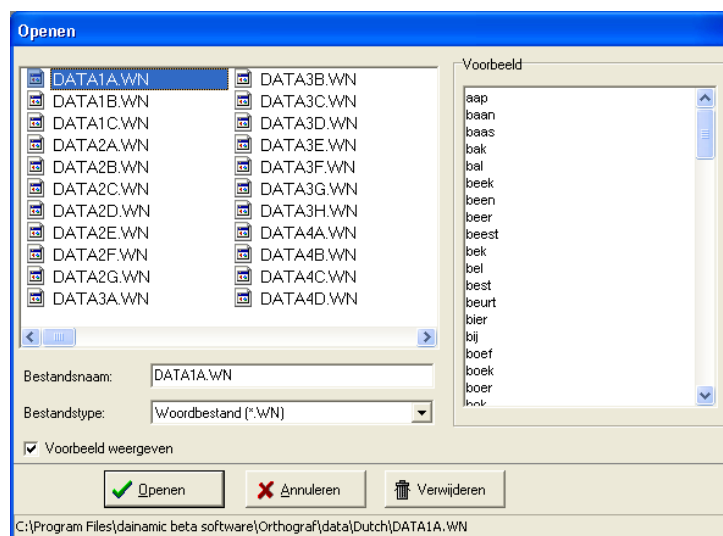 Openen
DATA1A.WN
DATA1B.WN
DATA1C.WN
DATA2A.WN
DATA2B.WN
DATA2C.WN
DATA2D.WN
DATA2E.WN
DATA2F.WN
DATA2G.WN
DATA3A.WN
DATA3B.WN
DATA3C.WN
DATA3D.WN
DATA3E.WN
DATA3F.WN
DATA3G.WN
DATA3H.WN
DATA4A.WN
DATA4B.WN
DATA4C.WN
DATA4D.WN
Voorbeeld
aap
baan
baas
bak
bal
beek
been
beer
beest
bek
bel
best
beurt
bier
bij
boef
boek
boer
bok
Bestandsnaam: DATA1A.WN
Bestandstype: Woordbestand (*.WN)
Voorbeeld weergeven
Openen Annuleren Verwijderen
C:\Program Files\dainamic beta software\Orthograf\data\Dutch\DATA1A.WN